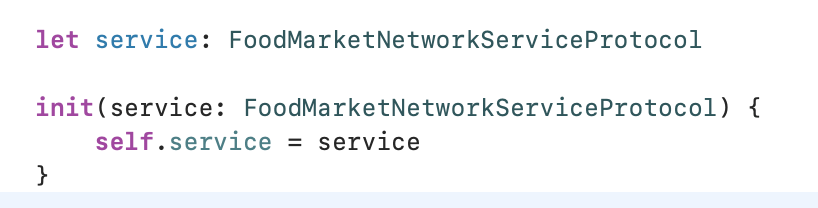 let service: FoodMarketNetworkServiceProtocol
init(service: FoodMarketNetworkServiceProtocol) {
self.service = service
}